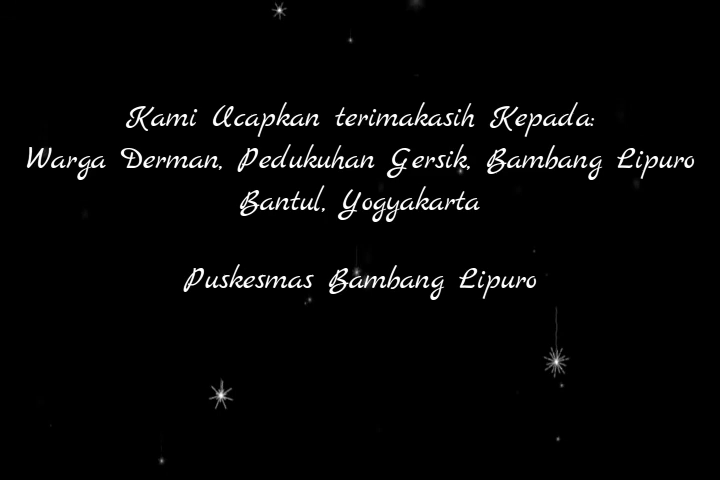 Kami Ucapkan terimakasih Kepada:
Warga Derman, Pedukuhan Gersik, Bambang Lipuro
Bantul, Yogyakarta
Puskesmas Bambang Lipuro